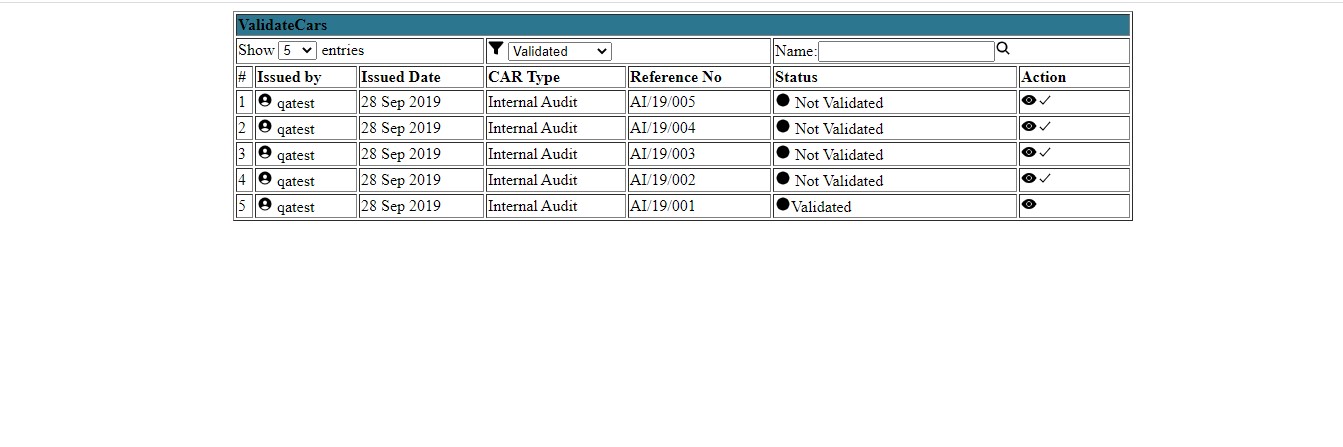 ValidateCars
Show 5 entries Validated Name:
# Issued by Issued Date CAR Type Reference No Status Action
1 qatest 28 Sep 2019 Internal Audit AI/19/005 Not Validated
2 qatest 28 Sep 2019 Internal Audit AI/19/004 Not Validated
3 qatest 28 Sep 2019 Internal Audit AI/19/003 Not Validated
4 qatest 28 Sep 2019 Internal Audit AI/19/002 Not Validated
5 qatest 28 Sep 2019 Internal Audit AI/19/001 Validated